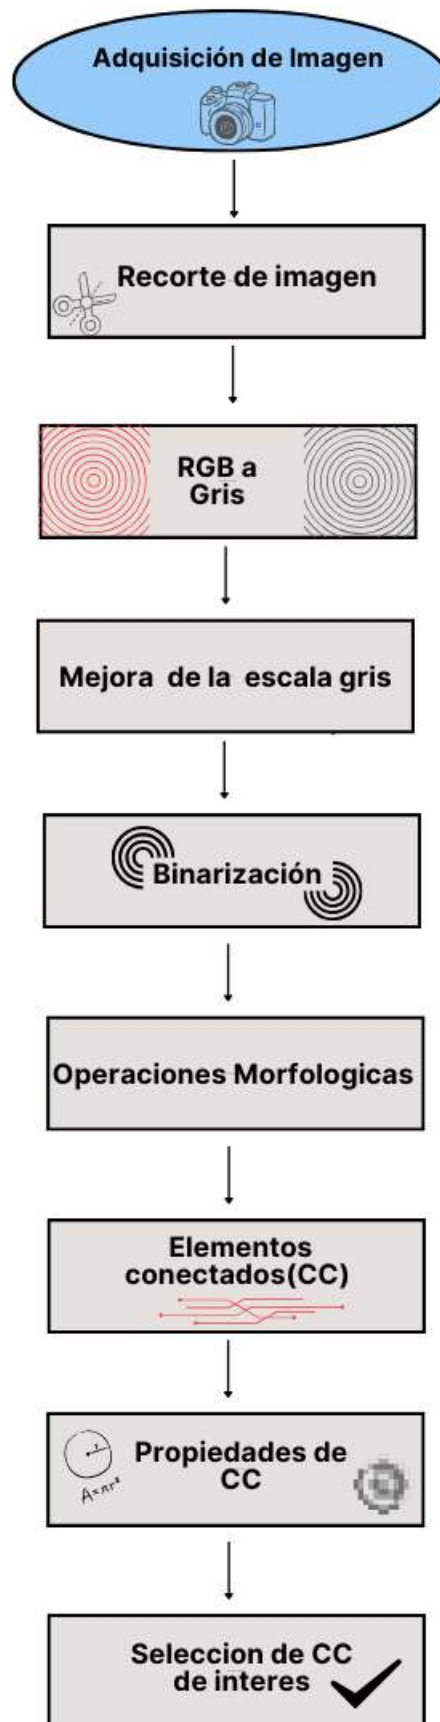 Adquisición de Imagen
Recorte de imagen
RGB a
Gris
Mejora de la escala gris
Binarización
Operaciones Morfologicas
Elementos
conectados(CC)
Propiedades de
CC
r
A=πr²
Seleccion de CC
de interes